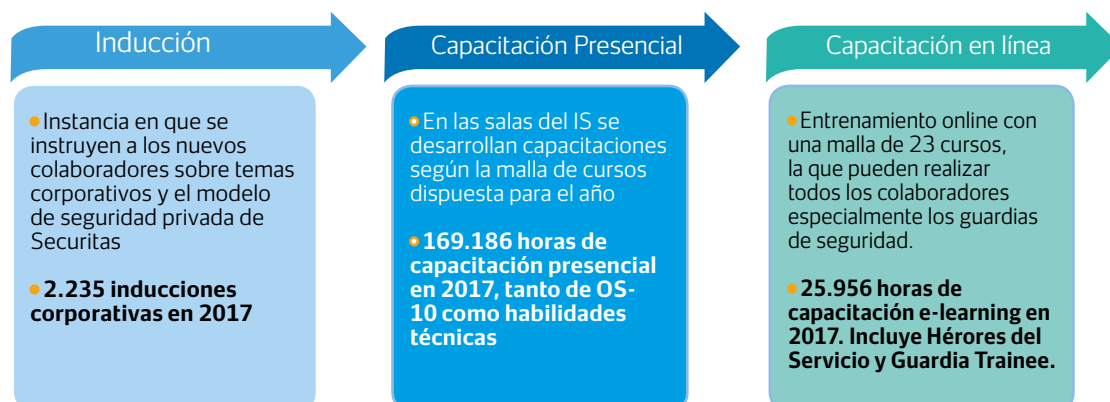 Inducción
Instancia en que se
instruyen a los nuevos
colaboradores sobre temas
corporativos y el modelo
de seguridad privada de
Securitas
2.235 inducciones
corporativas en 2017
Capacitación Presencial
En las salas del IS se
desarrollan capacitaciones
según la malla de cursos
dispuesta para el año
169.186 horas de
capacitación presencial
en 2017, tanto de OS-
10 como habilidades
técnicas
Capacitación en línea
Entrenamiento online con
una malla de 23 cursos,
la que pueden realizar
todos los colaboradores
especialmente los guardias
de seguridad.
25.956 horas de
capacitación e-learning en
2017. Incluye Hérores del
Servicio y Guardia Trainee.